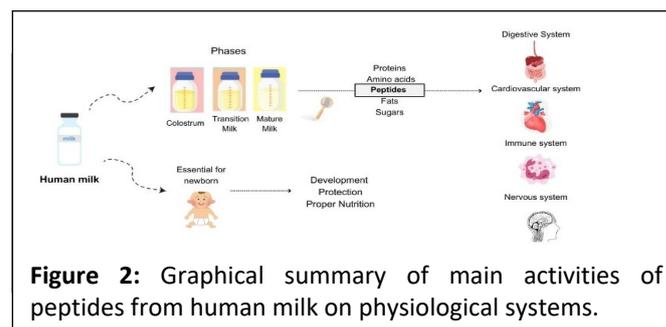 Phases
Colostrum
Transition
Milk
Mature
Milk
milk
Human milk
Proteins
Amino acids
Peptides
Fats
Sugars
Essential for
newborn
Development
Protection
Proper Nutrition
Digestive System
Cardiovascular system
Immune system
Nervous system
Figure 2: Graphical summary of main activities of
peptides from human milk on physiological systems.